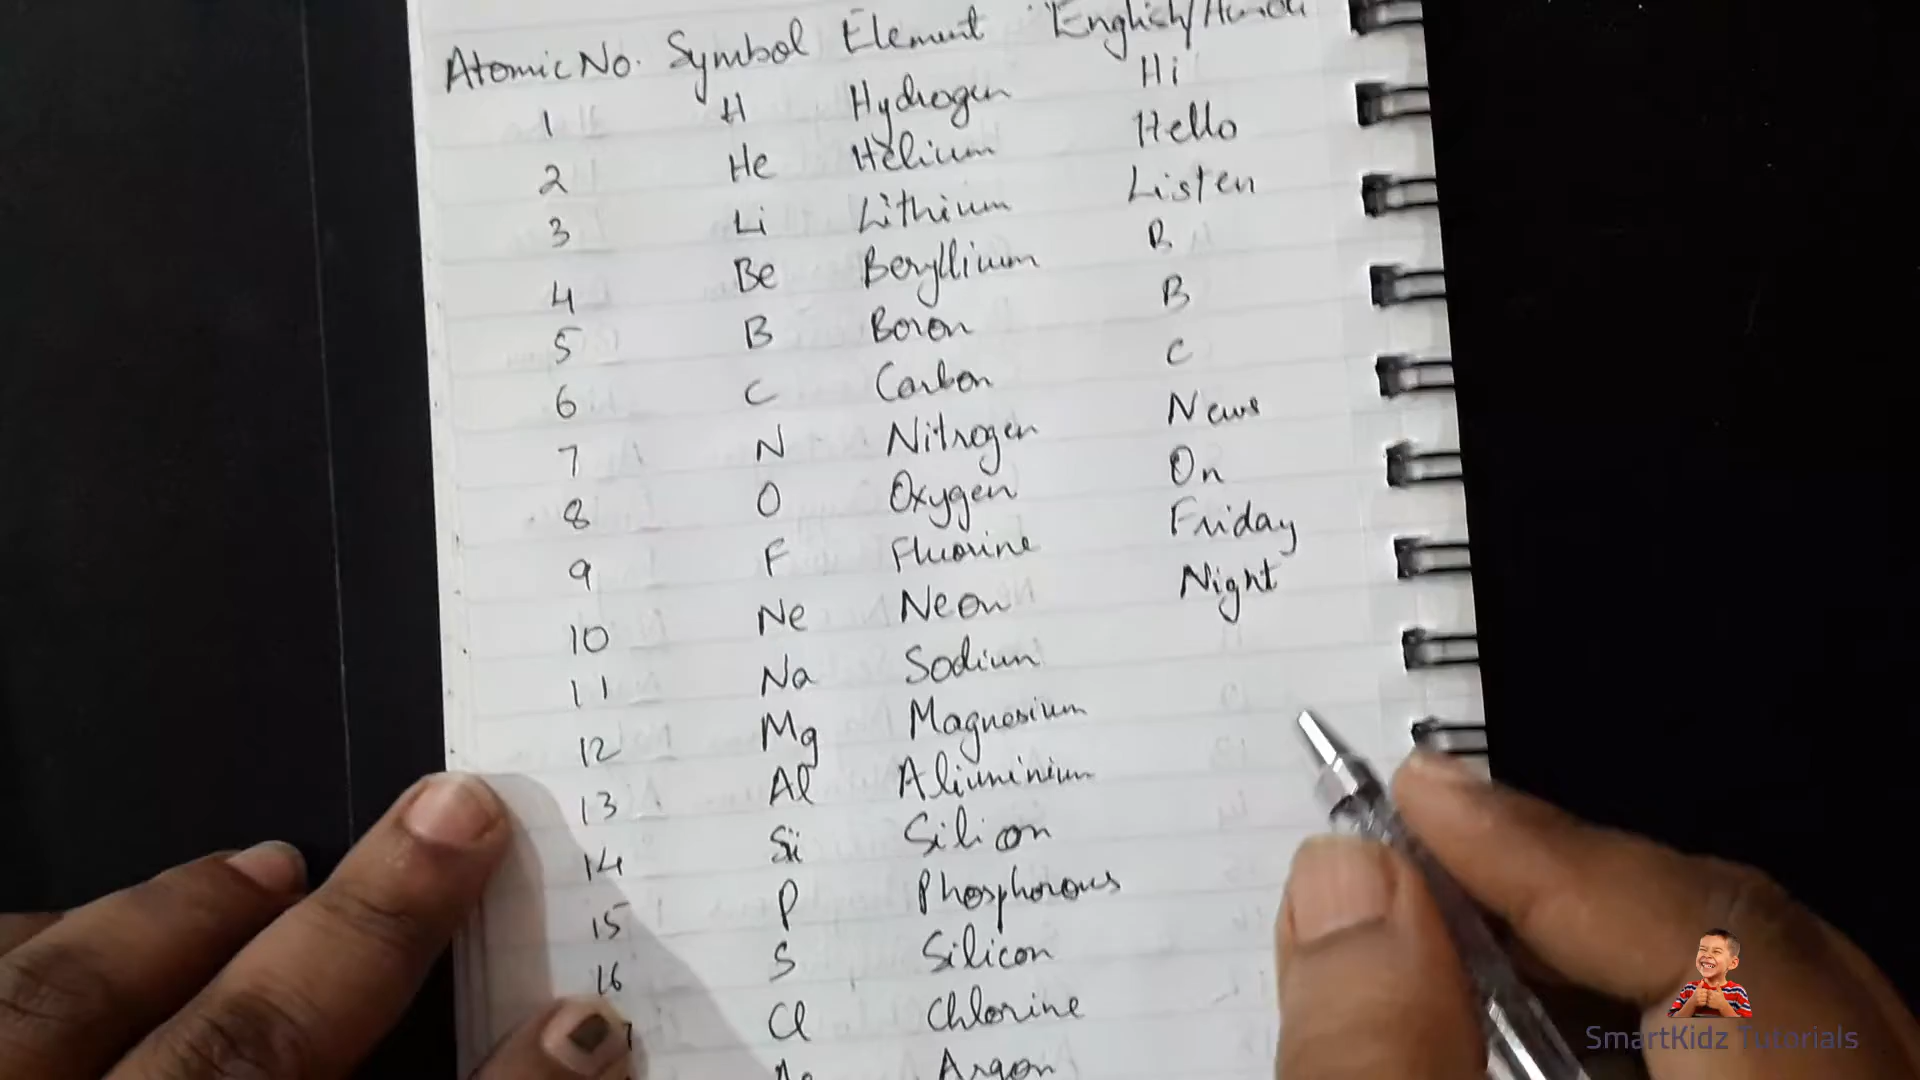 Atomic No. Symbol Element English/Hindi
1 H Hydrogen Hi
2 He Helium Hello
3 Li Lithium Listen
4 Be Beryllium B
5 B Boron B
6 C Carbon C
7 N Nitrogen News
8 O Oxygen On
9 F Fluorine Friday
10 Ne Neon Night
11 Na Sodium
12 Mg Magnesium
13 Al Aliuminium
14 Si Silicon
15 P Phosphorous
16 S Silicon
7 Cl Chlorine
Argon
SmartKidz Tutorials